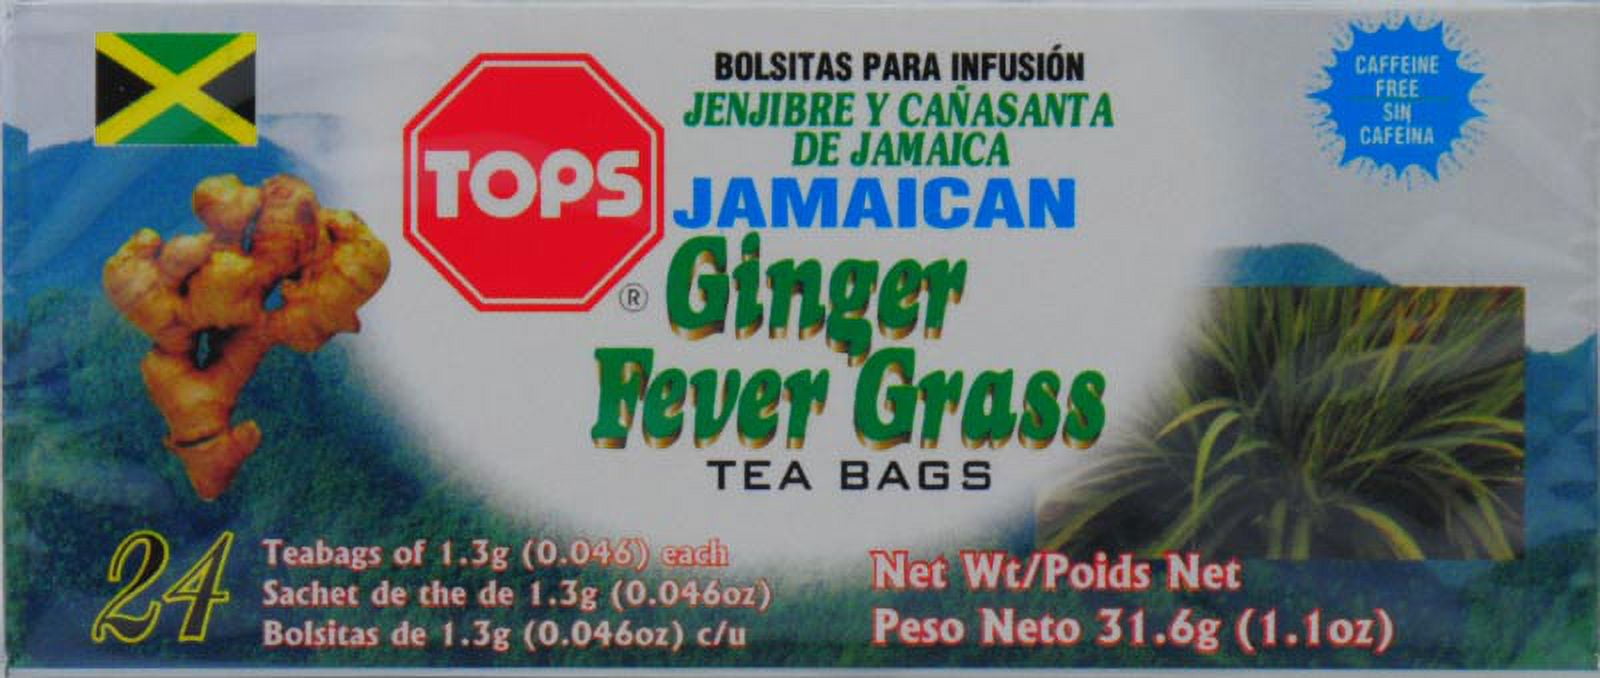 BOLSITAS PARA INFUSIÓN
JENJIBRE Y CAÑASANTA
DE JAMAICA
TOPS
®
JAMAICAN
Ginger
Fever Grass
TEA BAGS
CAFFEINE
FREE
SIN
CAFEINA
24
Teabags of 1.3g (0.046) each
Sachet de the de 1.3g (0.046oz)
Bolsitas de 1.3g (0.046oz) c/u
Net Wt/Poids Net
Peso Neto 31.6g (1.1oz)